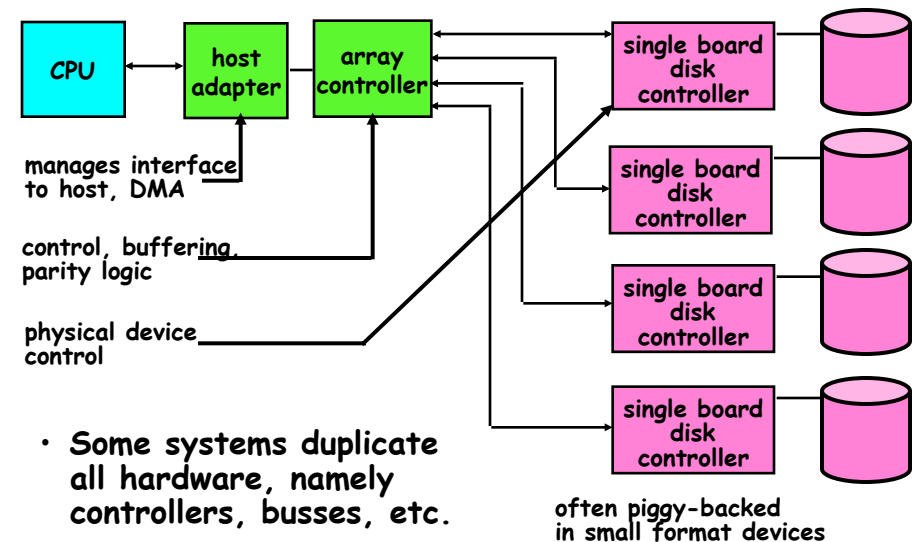 CPU
host
adapter
array
controller
single board
disk
controller
manages interface
to host, DMA
single board
disk
controller
control, buffering,
parity logic
single board
disk
controller
physical device
control
single board
disk
controller
• Some systems duplicate
all hardware, namely
controllers, busses, etc.
often piggy-backed
in small format devices